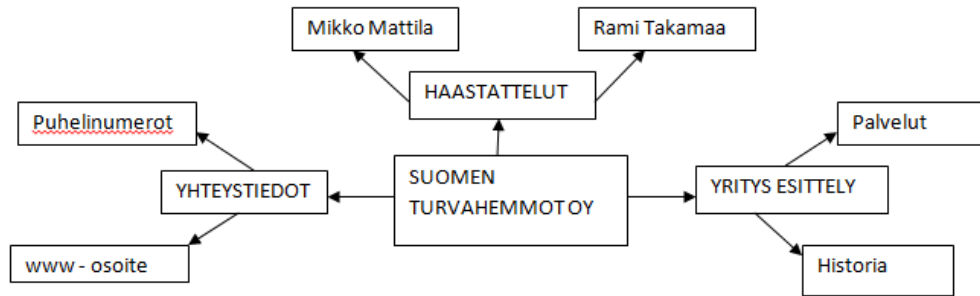 Mikko Mattila
Rami Takamaa
HAASTATTELUT
Puhelinumerot
Palvelut
YHTEYSTIEDOT
SUOMEN
TURVAHEMMOT OY
YRITYS ESITTELY
www - osoite
Historia